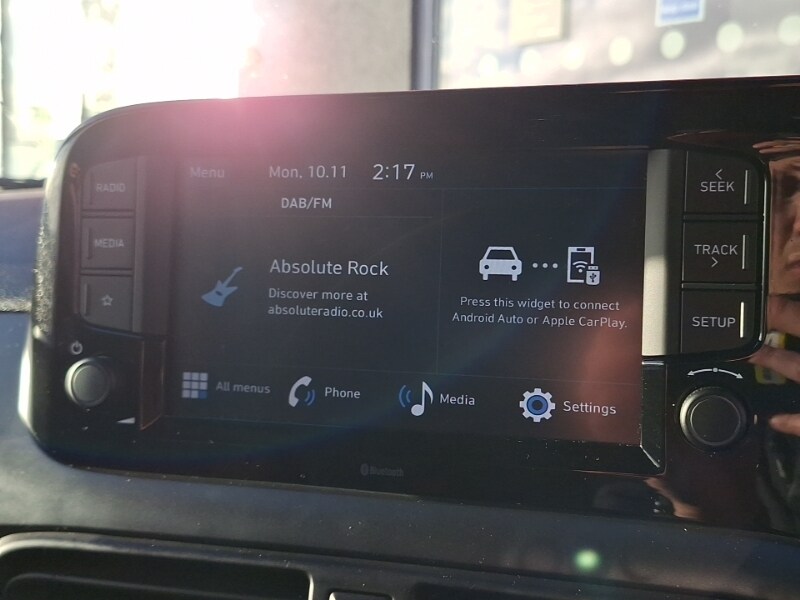 Menu
Mon, 10.11
2:17 PM
DAB/FM
Absolute Rock
Discover more at
absoluteradio.co.uk
Press this widget to connect
Android Auto or Apple CarPlay.
All menus
Phone
Media
Settings
RADIO
MEDIA
< SEEK
TRACK >
SETUP
Bluetooth